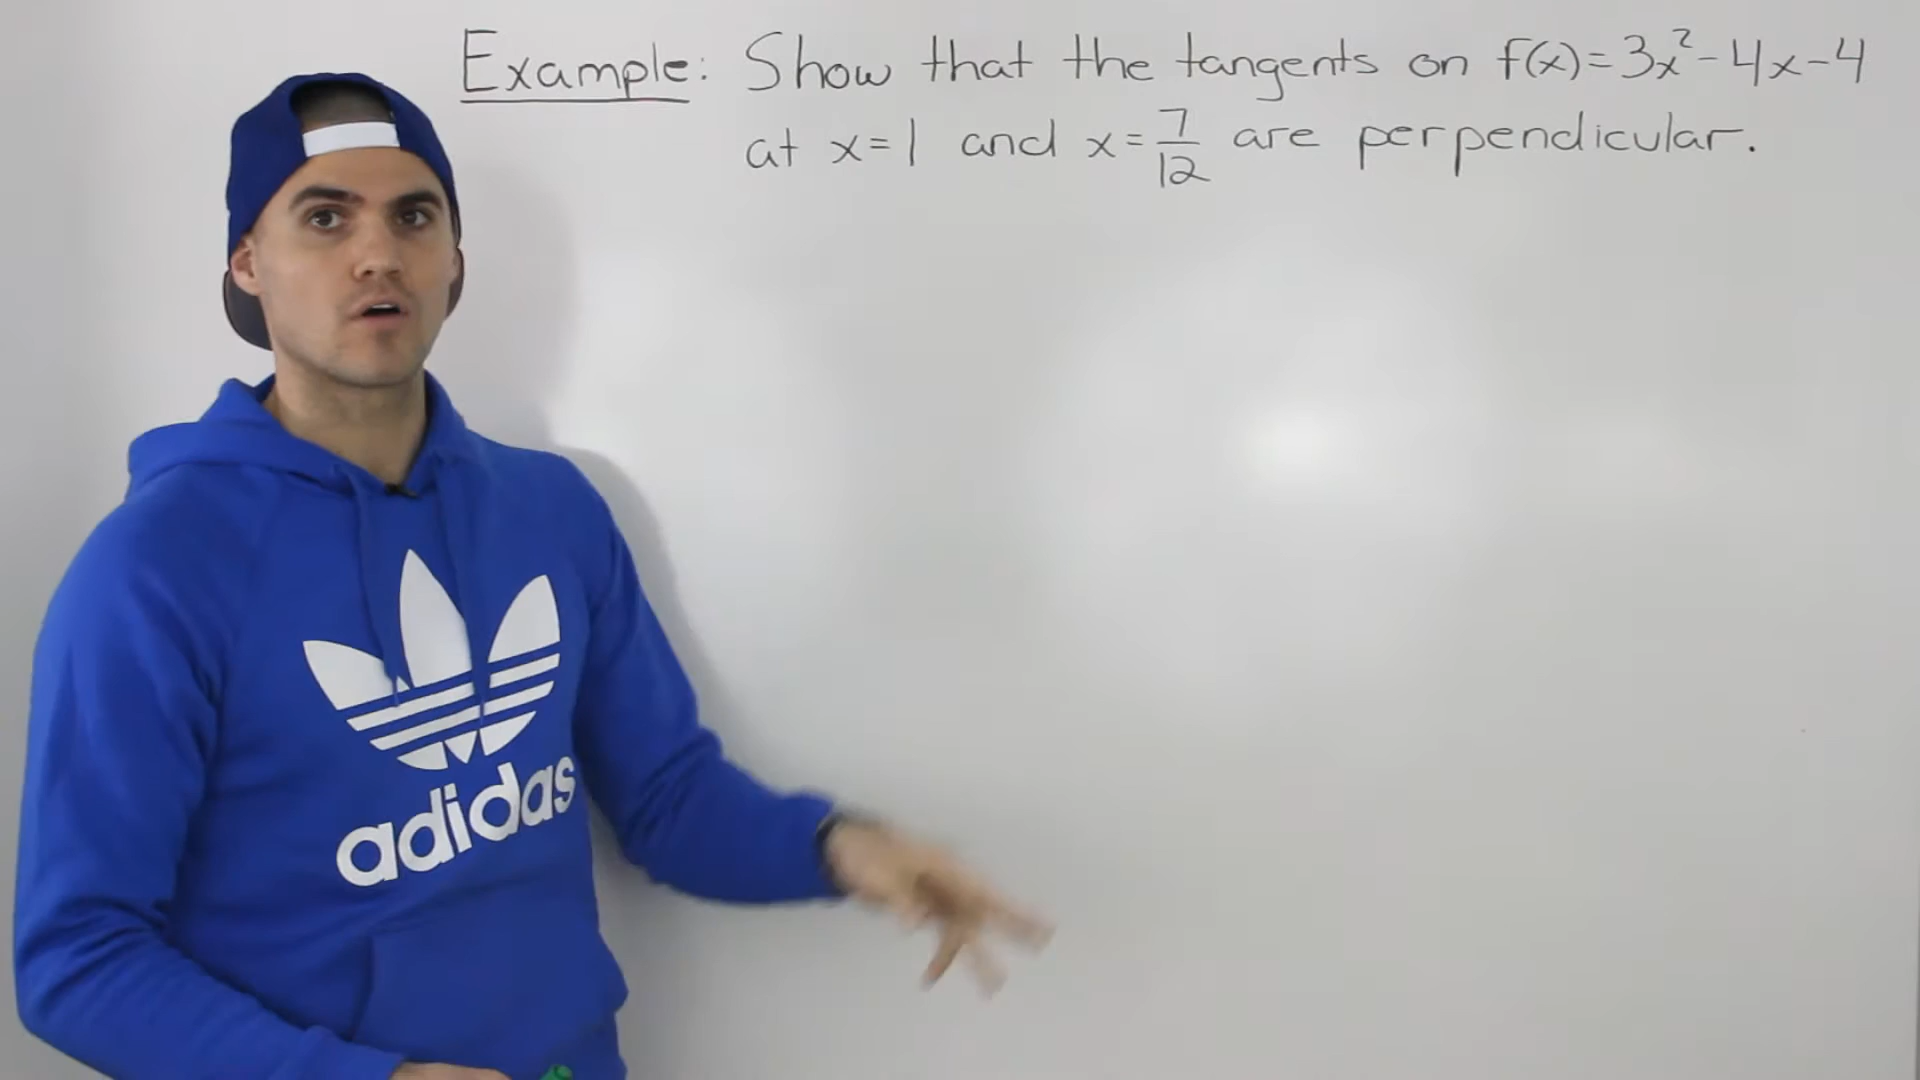 Example: Show that the tangents on f(x)=3x²-4x-4
at x=1 and x=7/12 are perpendicular.
adidas